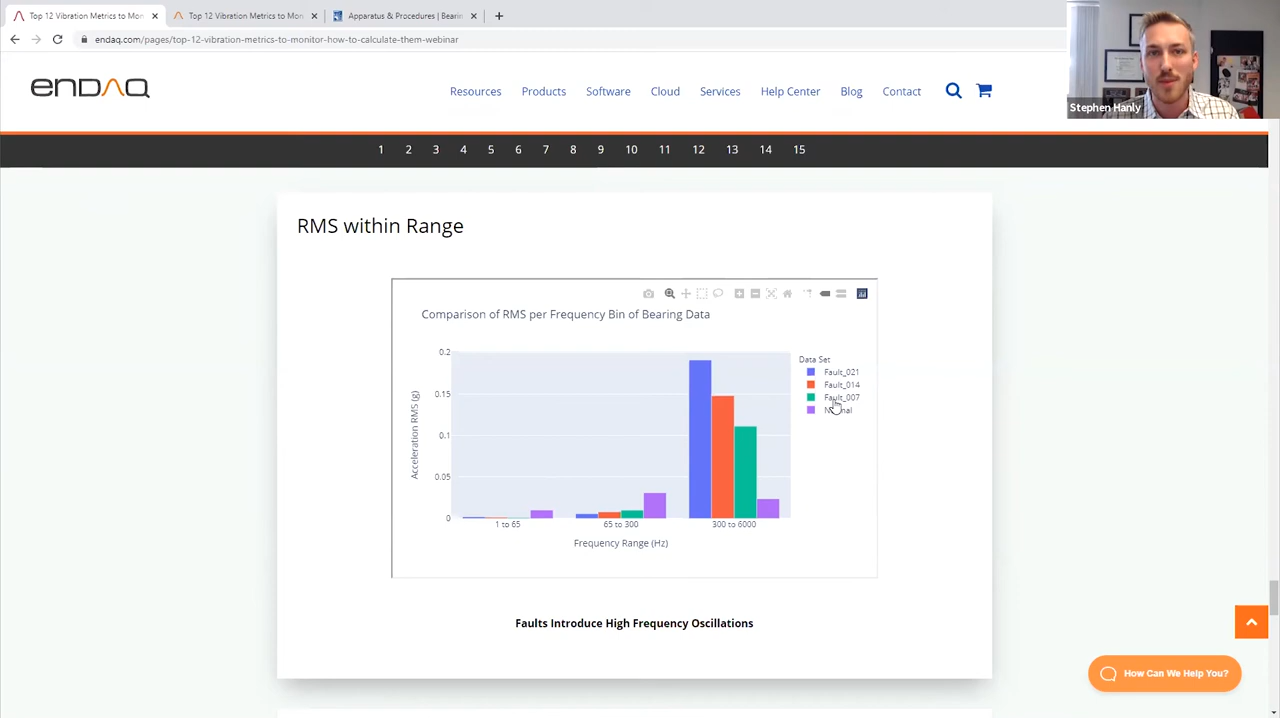 Top 12 Vibration Metrics to Mon
Top 12 Vibration Metrics to Mon
Apparatus & Procedures | Bearin
endaq.com/pages/top-12-vibration-metrics-to-monitor-how-to-calculate-them-webinar
Stephen Hanly
enDAQ
Resources Products Software Cloud Services Help Center Blog Contact
1 2 3 4 5 6 7 8 9 10 11 12 13 14 15
RMS within Range
Comparison of RMS per Frequency Bin of Bearing Data
Data Set
Fault_021
Fault_014
Fault_007
0.2
0.15
0.1
0.05
0
Acceleration RMS (g)
1 to 65 65 to 300 300 to 6000
Frequency Range (Hz)
Faults Introduce High Frequency Oscillations
How Can We Help You?